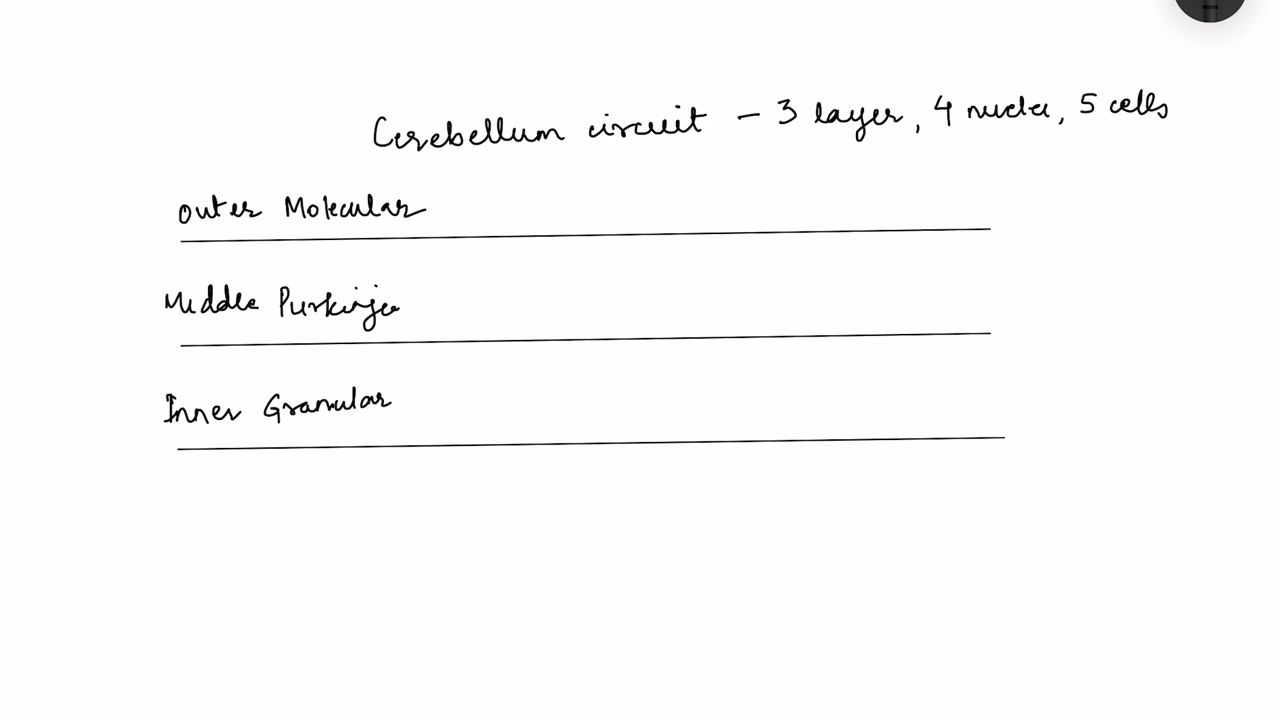 Cerebellum circuit - 3 layer, 4 nuclei, 5 cells
Outer Molecular
Middle Purkinje
Inner Granular